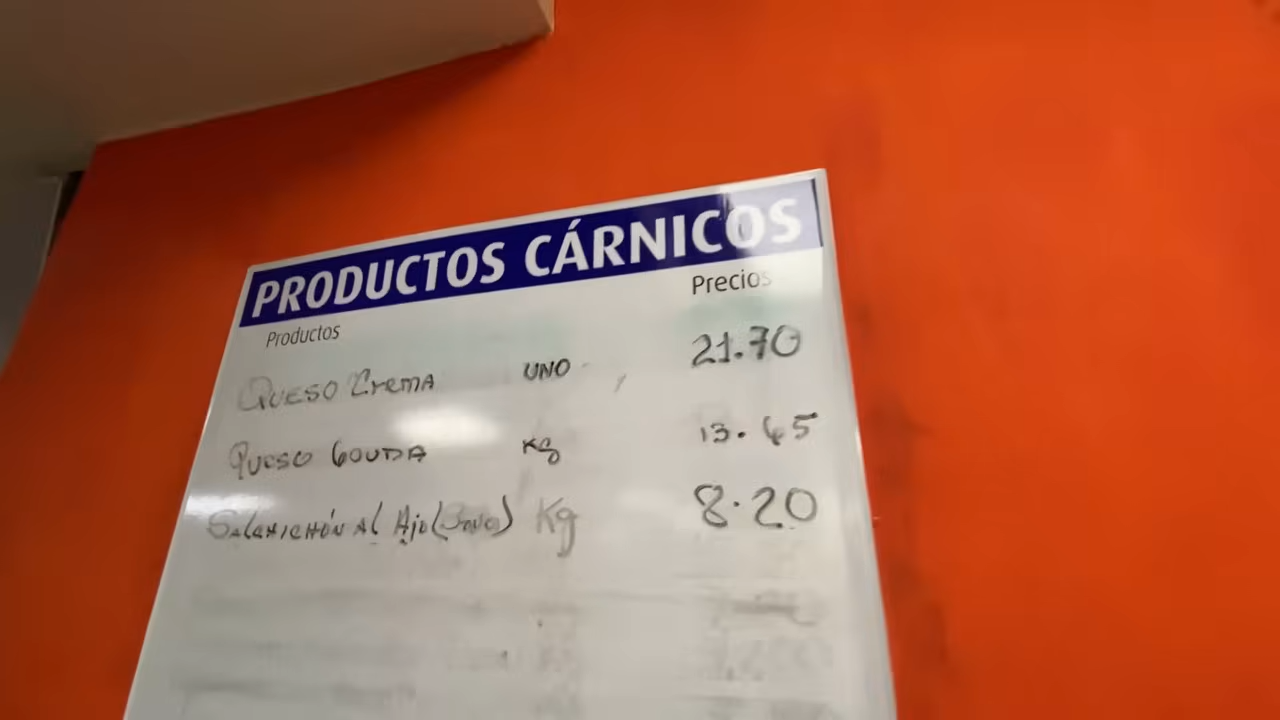 PRODUCTOS CÁRNICOS
Productos Precios
QUESO CREMA UNO 21.70
QUESO GOUDA Kg 13.45
SALCHICHÓN Al Ajo Kg 8.20